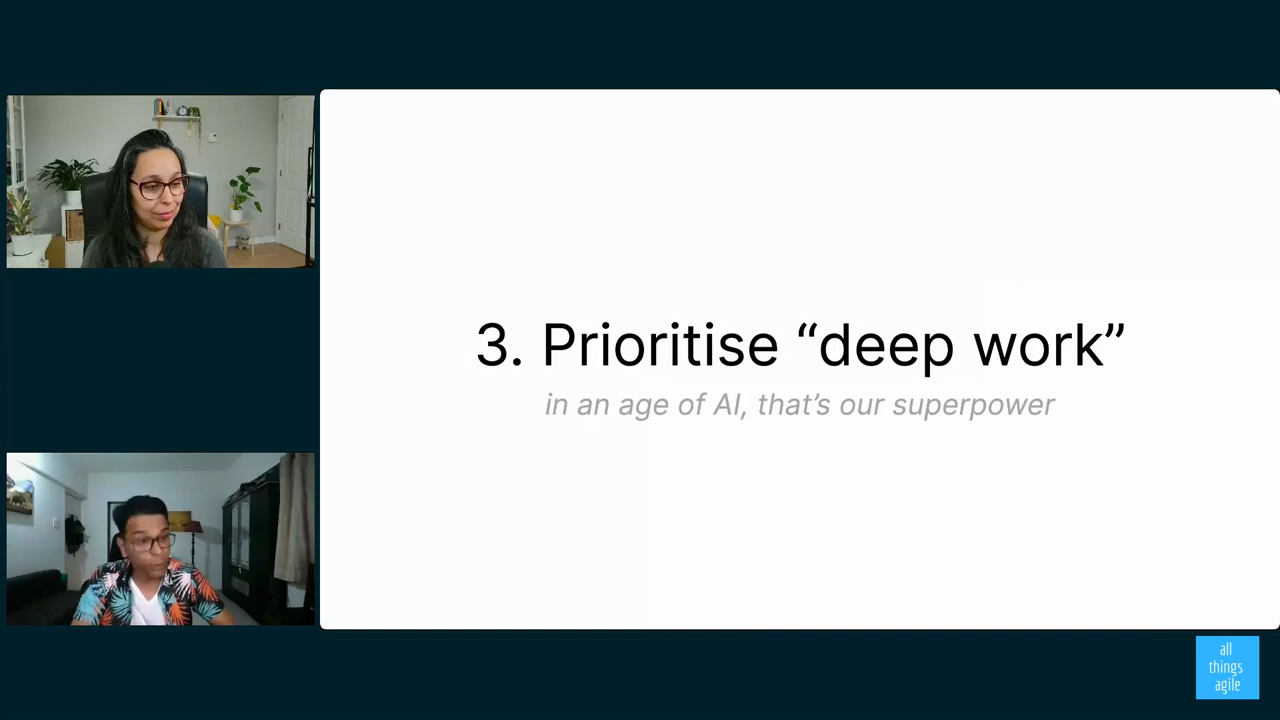 3. Prioritise “deep work”
in an age of AI, that’s our superpower
all
things
agile